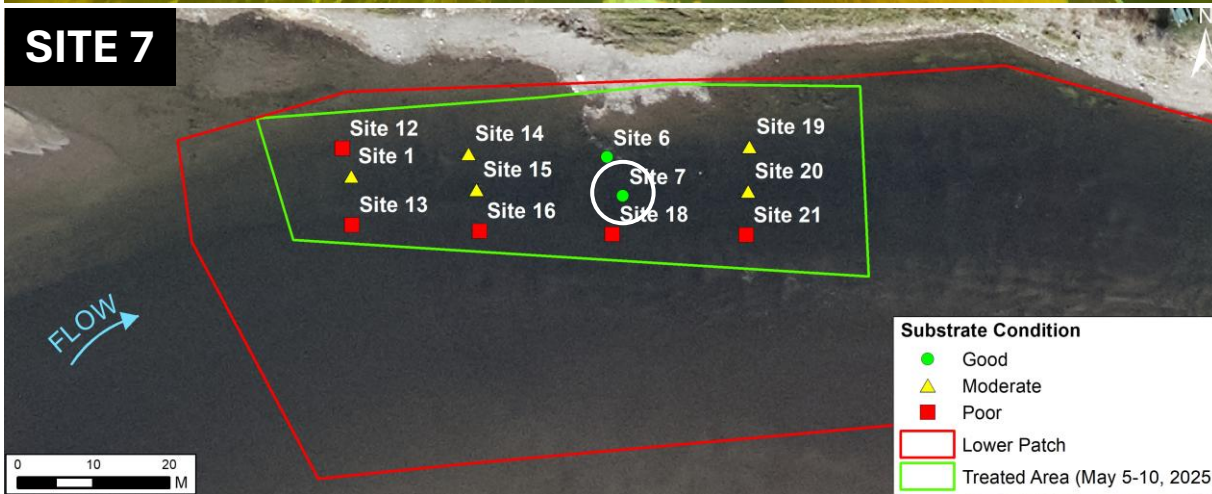 SITE 7
N
Site 12
Site 14
Site 19
Site 6
Site 1
Site 15
Site 7
Site 20
Site 13
Site 16
Site 18
Site 21
FLOW
Substrate Condition
Good
Moderate
Poor
Lower Patch
Treated Area (May 5-10, 2025
0 10 20
M